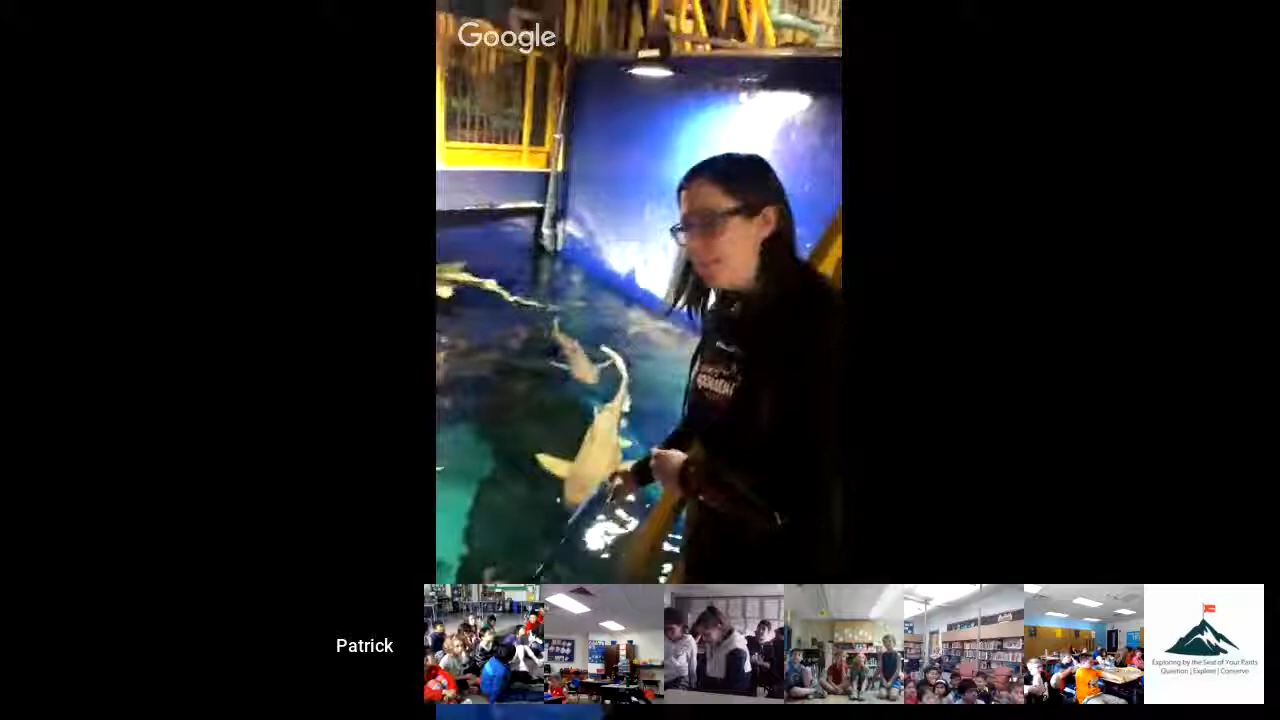 Google
Patrick
Exploring by the Seat of Your Pants
Question | Explore | Conserve